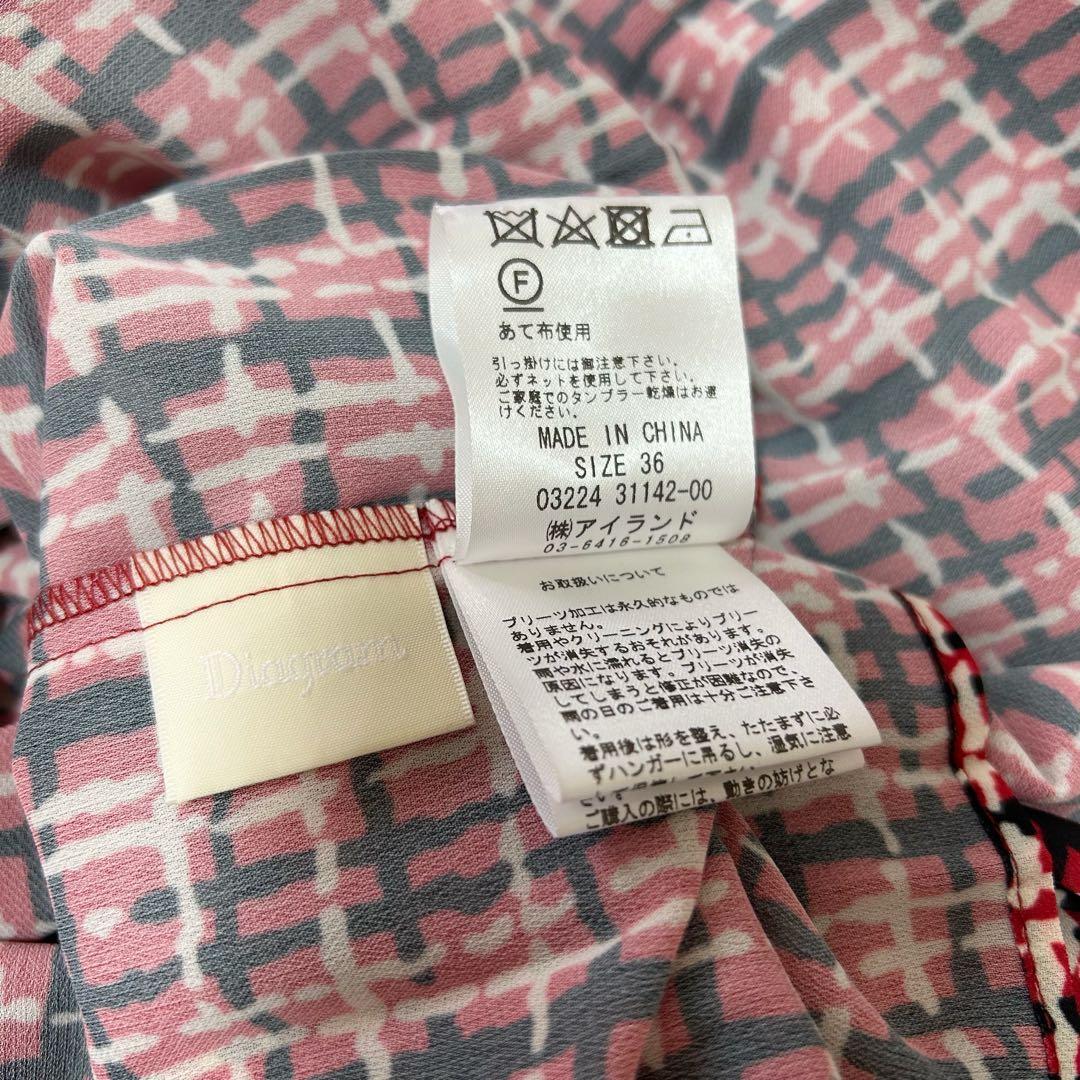 F
あて布使用
引っ掛けには御注意下さい。
必ずネットを使用して下さい。
ご家庭でのタンブラー乾燥はお避
けください。
MADE IN CHINA
SIZE 36
03224 31142-00
㈱アイランド
03-6416-1509
Diagram
お取扱いについて
プリーツ加工は永久的なものでは
ありません。
着用やクリーニングによりプリー
ツが消失するおそれがあります。
雨や水に濡れるとプリーツ消失の
原因になります。プリーツが消失
してしまうと修正が困難なので、
雨の日のご着用は十分ご注意下さ
い。
着用後は形を整え、たたまずに必
ずハンガーに吊るし、湿気に注意
ご購入の際には、動きの妨げとな